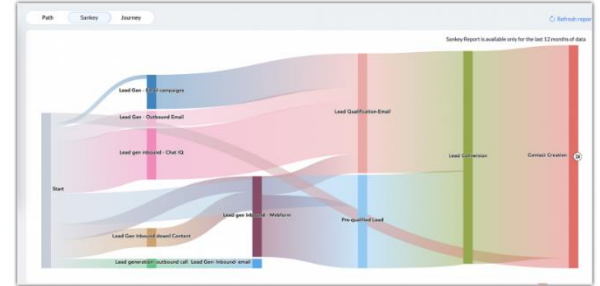 Path Sankey Journey
Refresh repor
Sankey Report is available only for the last 12 months of data
Lead Gen - Email campaigns
Lead Gen - Outbound Email
Lead Qualification-Email
Lead gen inbound - Chat IQ
Lead Conversion
Contact Creation
Start
Lead gen Inbound - Webform
Pre-qualified Lead
Lead Gen Inbound downl Content
Lead generation- outbound call
Lead Gen- Inbound- email